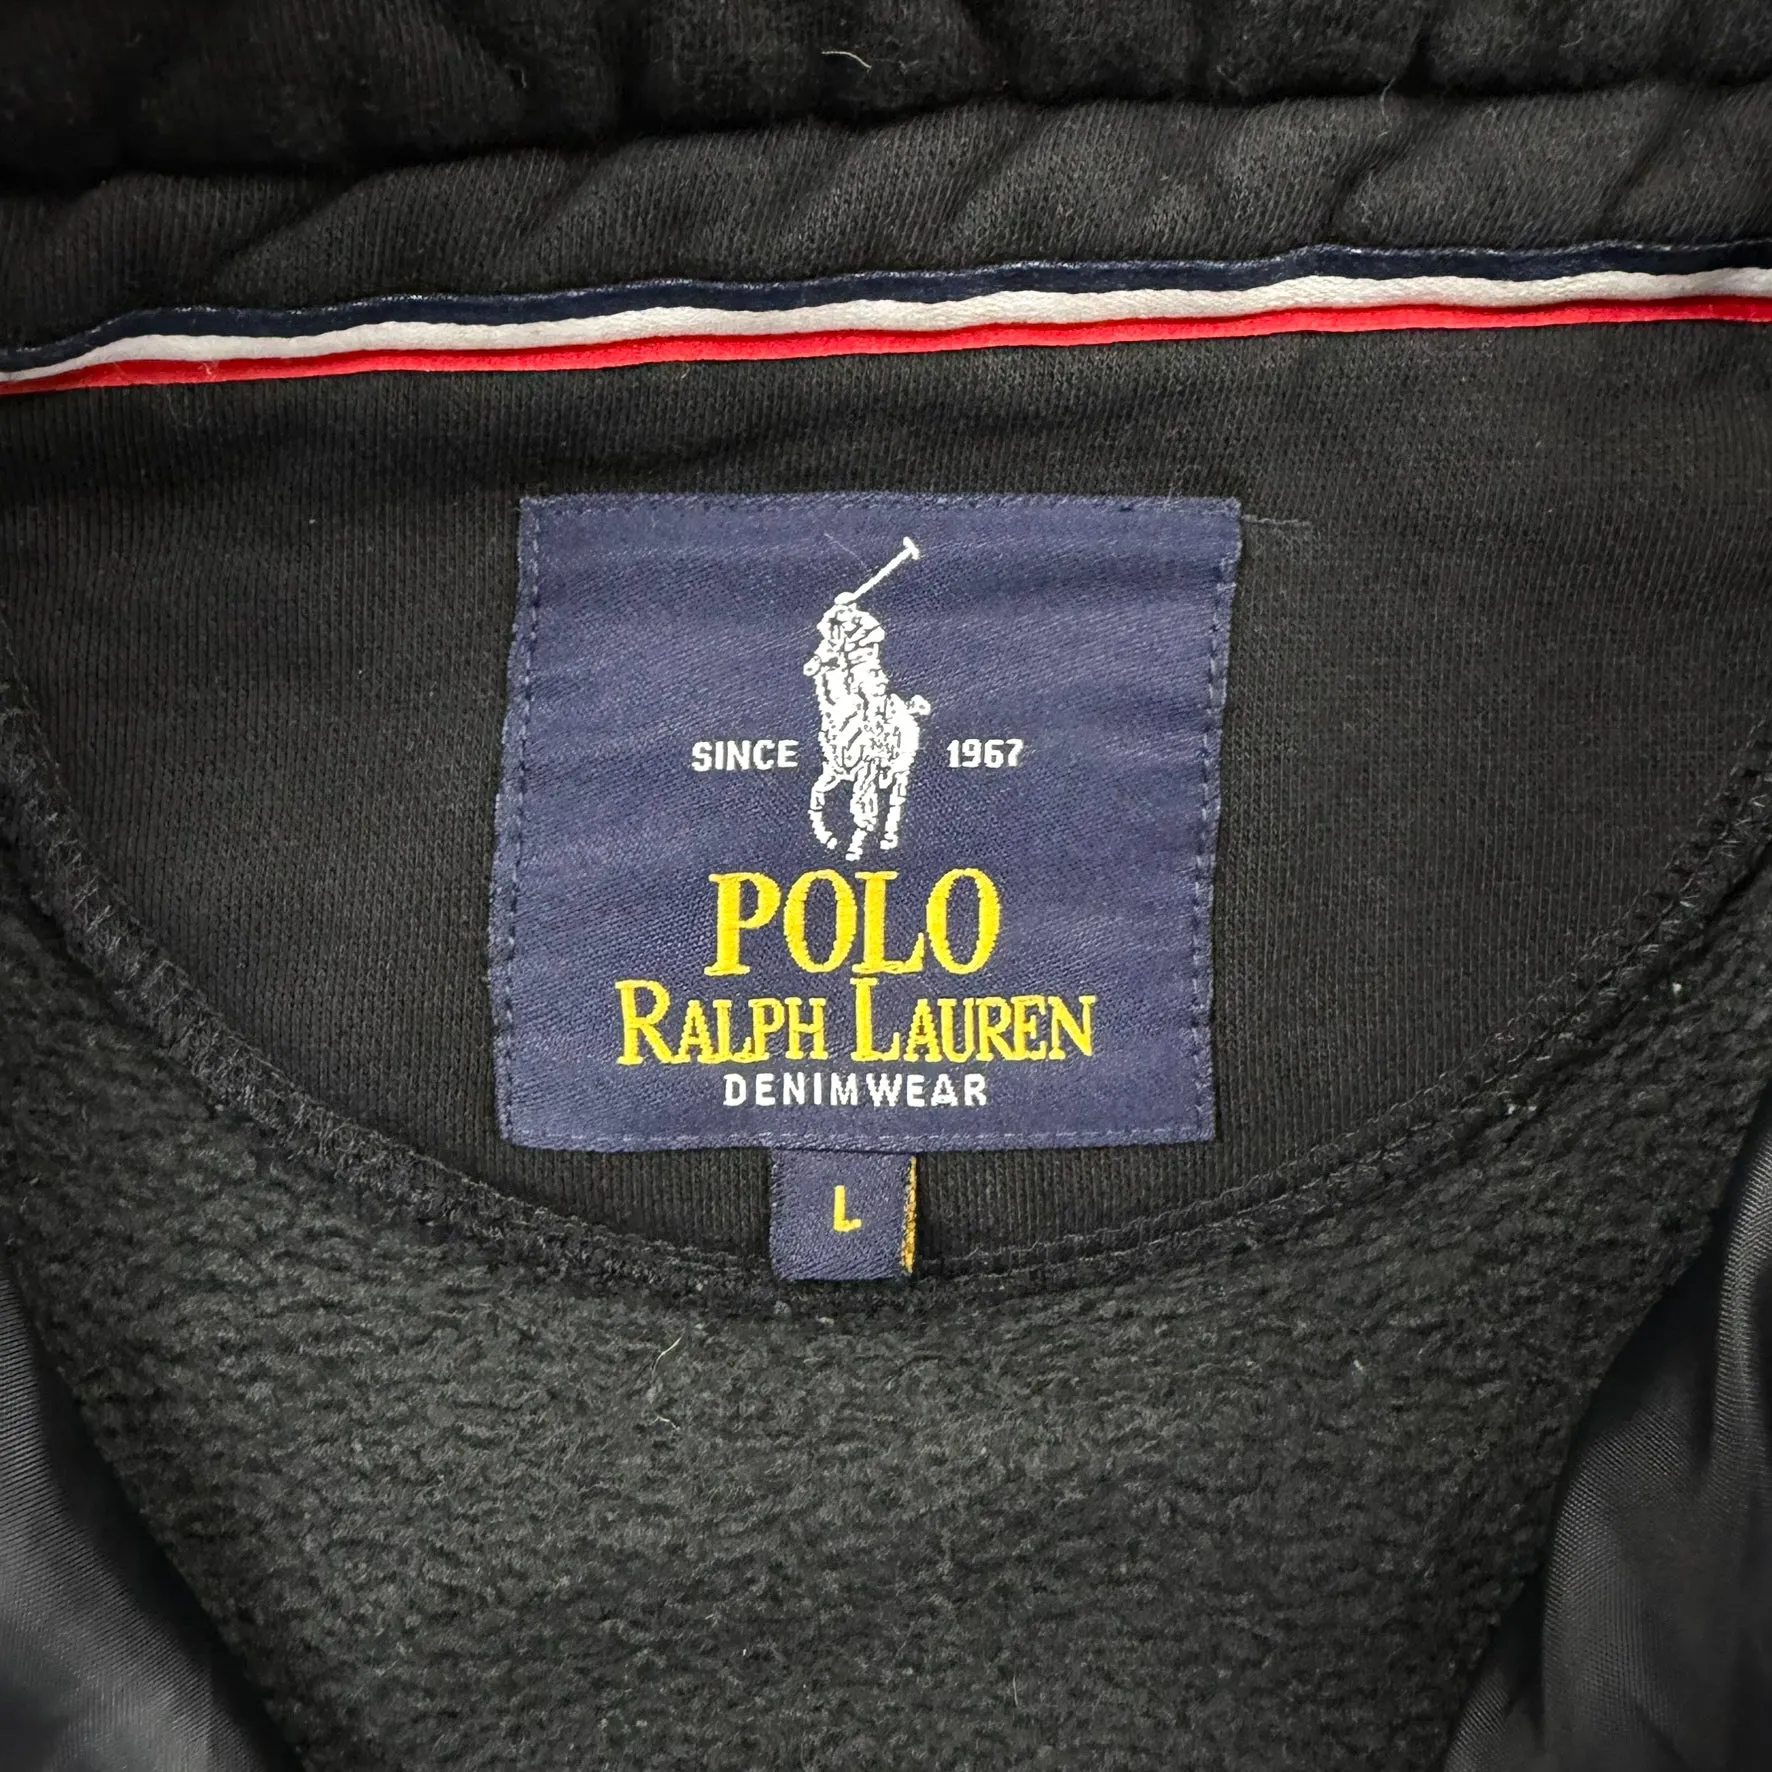 SINCE 1967
POLO
RALPH LAUREN
DENIMWEAR
L